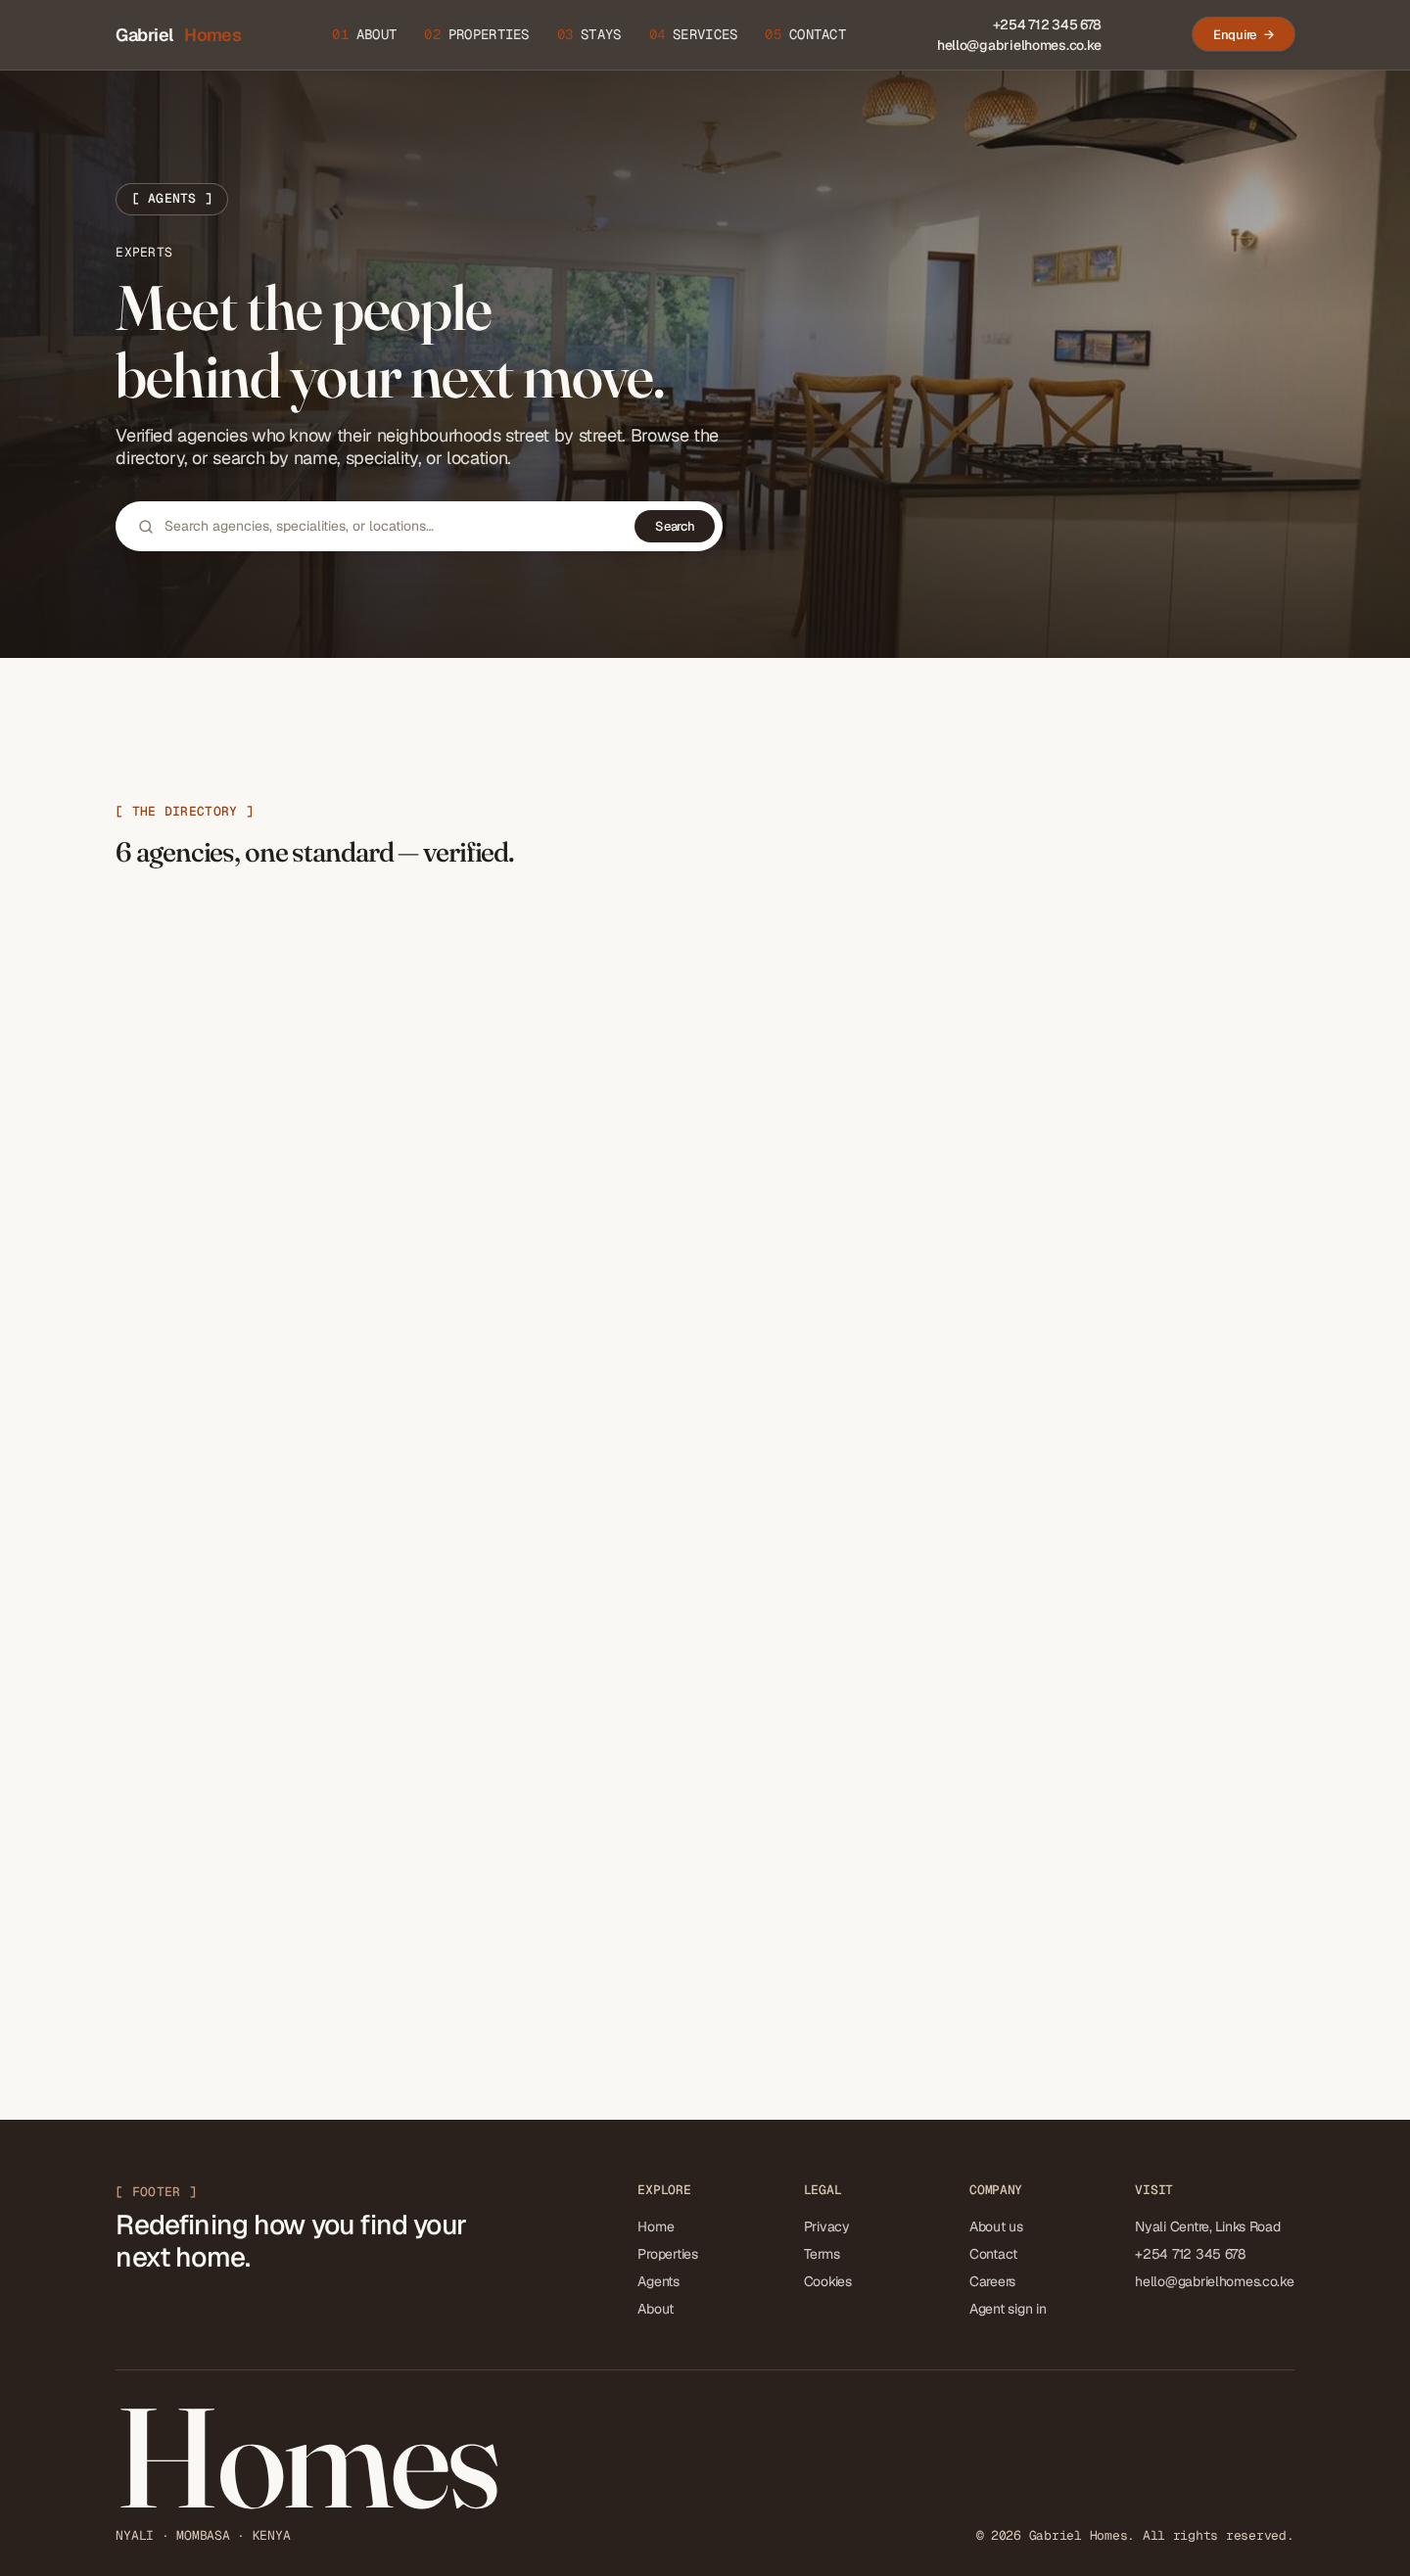 Gabriel Homes
01 ABOUT 02 PROPERTIES 03 STAYS 04 SERVICES 05 CONTACT
+254 712 345 678
hello@gabrielhomes.co.ke
Enquire →
[ AGENTS ]
EXPERTS
Meet the people
behind your next move.
Verified agencies who know their neighbourhoods street by street. Browse the
directory, or search by name, speciality, or location.
Search agencies, specialities, or locations...
Search
[ THE DIRECTORY ]
6 agencies, one standard — verified.
[ FOOTER ]
Redefining how you find your
next home.
EXPLORE
Home
Properties
Agents
About
LEGAL
Privacy
Terms
Cookies
COMPANY
About us
Contact
Careers
Agent sign in
VISIT
Nyali Centre, Links Road
+254 712 345 678
hello@gabrielhomes.co.ke
Homes
NYALI · MOMBASA · KENYA
© 2026 Gabriel Homes. All rights reserved.